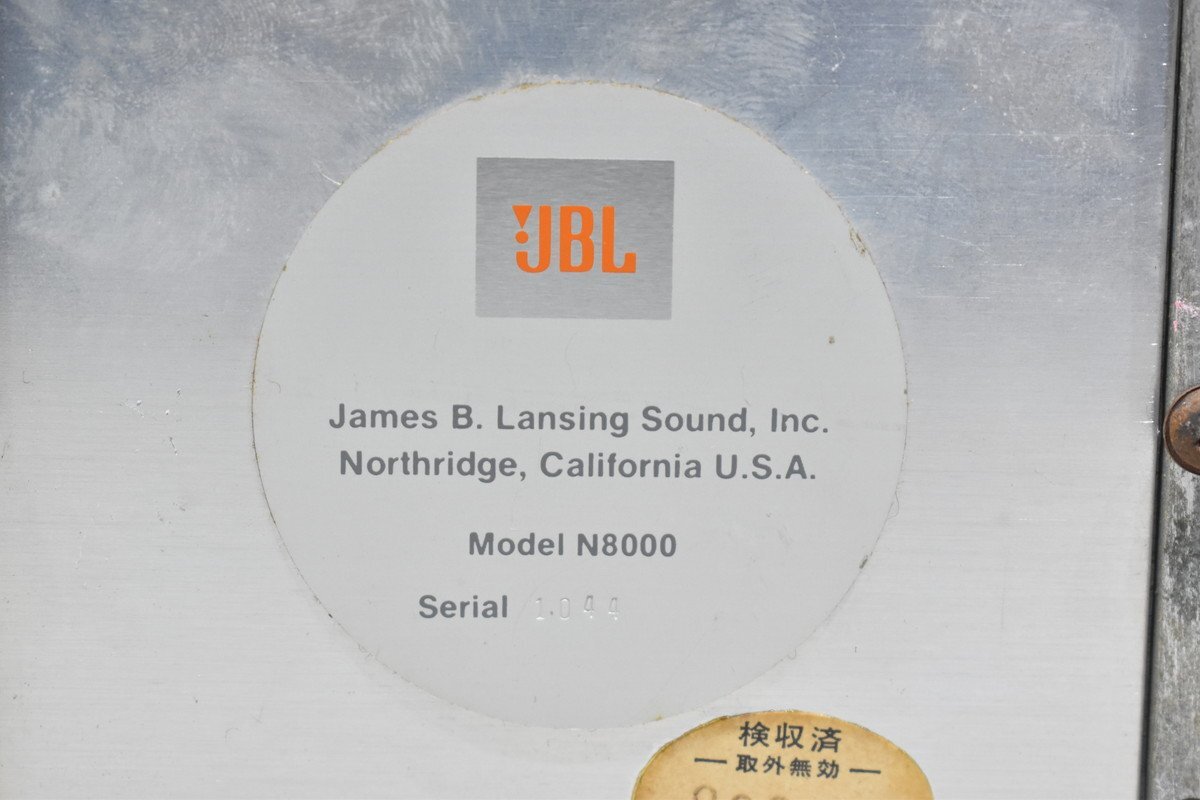 JBL
James B. Lansing Sound, Inc.
Northridge, California U.S.A.
Model N8000
Serial 1044
検収済
取外無効